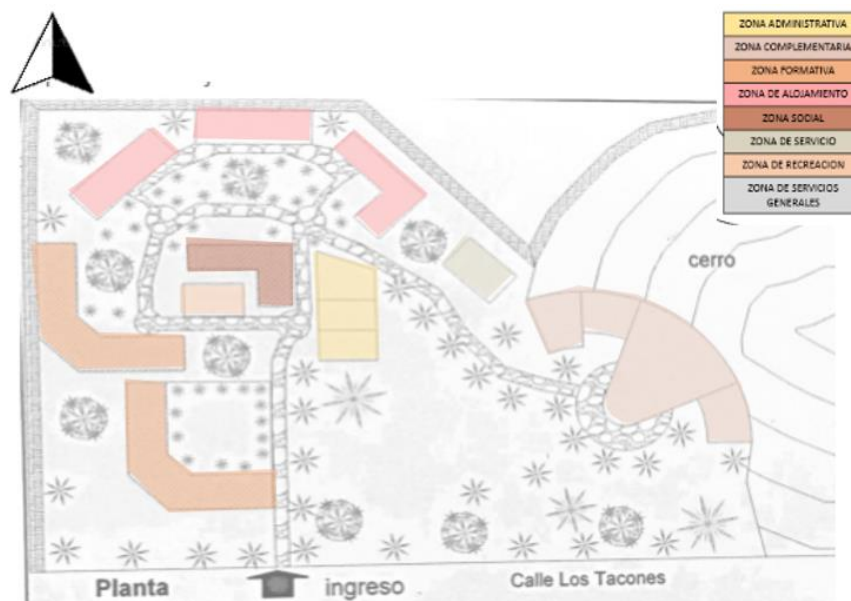 ZONA ADMINISTRATIVA
ZONA COMPLEMENTARIA
ZONA FORMATIVA
ZONA DE ALOJAMIENTO
ZONA SOCIAL
ZONA DE SERVICIO
ZONA DE RECREACION
ZONA DE SERVICIOS
GENERALES
cerro
Planta
ingreso
Calle Los Tacones